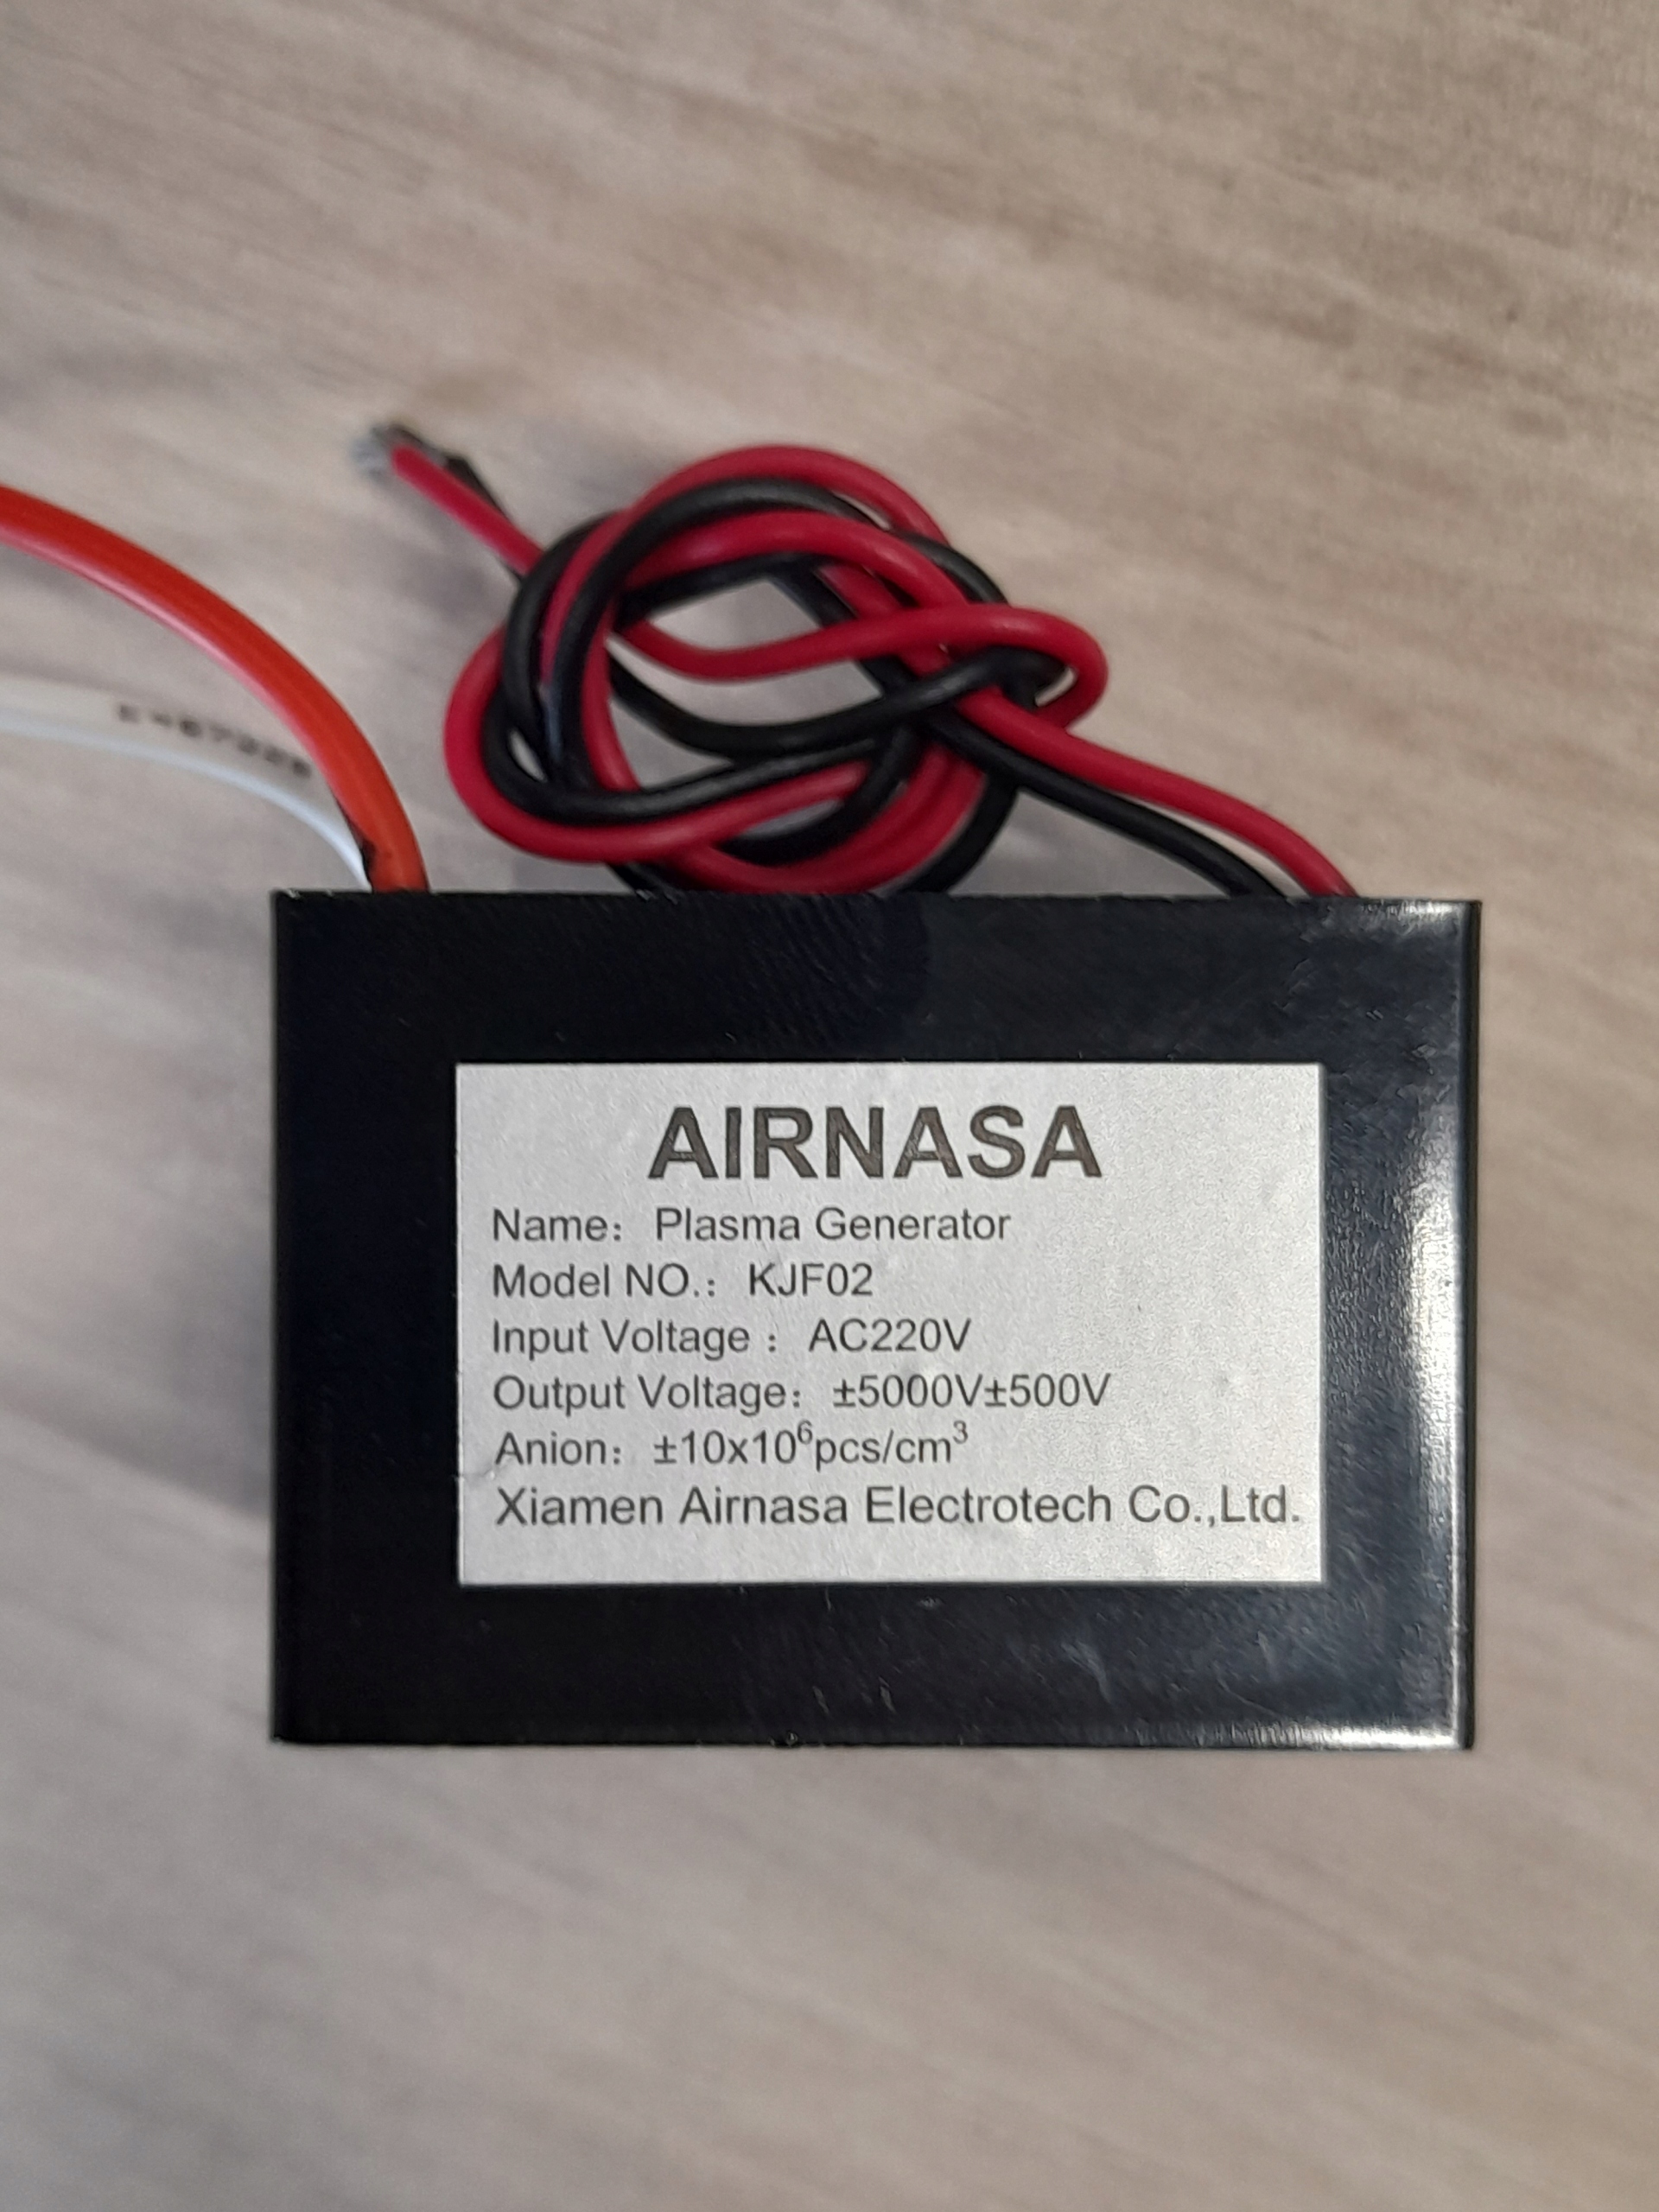 AIRNASA
Name： Plasma Generator
Model NO.： KJF02
Input Voltage ： AC220V
Output Voltage： ±5000V±500V
Anion： ±10x10⁶pcs/cm³
Xiamen Airnasa Electrotech Co.,Ltd.